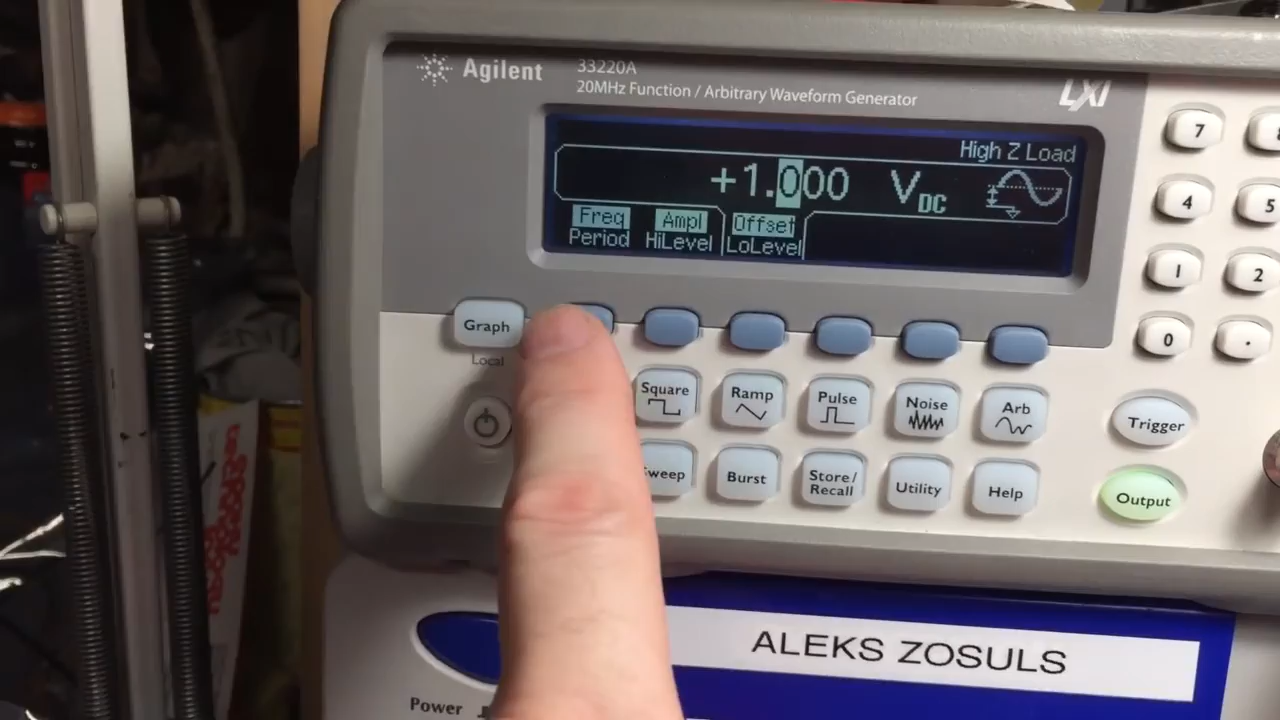 Agilent
33220A
20MHz Function / Arbitrary Waveform Generator
LXI
High Z Load
+1.000 VDC
Freq Ampl Offset
Period HiLevel LoLevel
7
4 5
1 2
0 .
Graph
Local
Square Ramp Pulse Noise Arb
Trigger
Sweep Burst Store/ Recall Utility Help
Output
ALEKS ZOSULS
Power